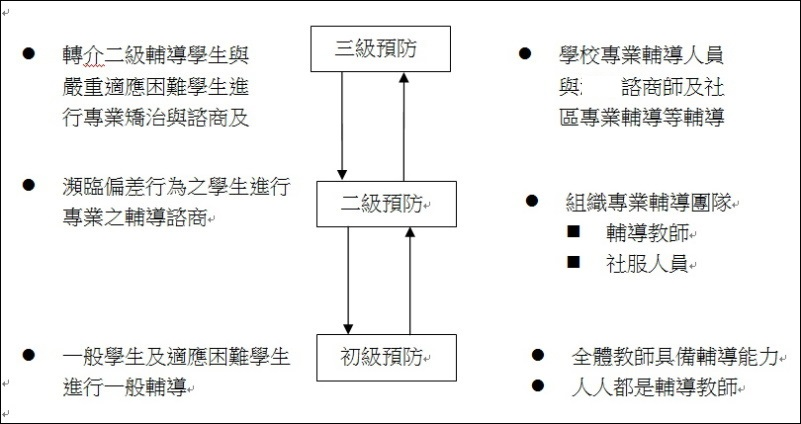 三級預防
轉介二級輔導學生與
嚴重適應困難學生進
行專業矯治與諮商及
學校專業輔導人員
與 諮商師及社
區專業輔導等輔導
二級預防
瀕臨偏差行為之學生進行
專業之輔導諮商
組織專業輔導團隊
輔導教師
社服人員
初級預防
一般學生及適應困難學生
進行一般輔導
全體教師具備輔導能力
人人都是輔導教師